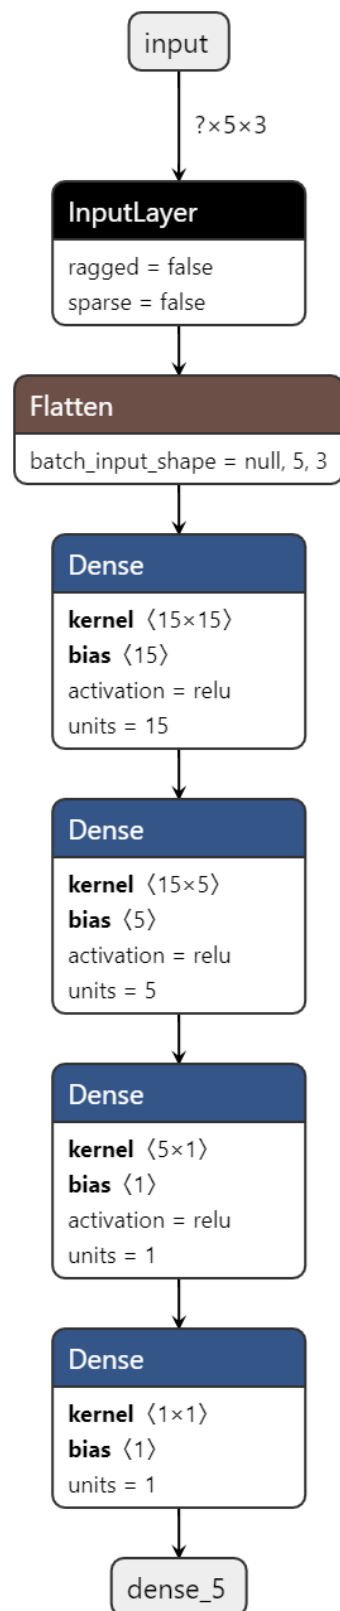 input
?×5×3
InputLayer
ragged = false
sparse = false
Flatten
batch_input_shape = null, 5, 3
Dense
kernel 〈15×15〉
bias 〈15〉
activation = relu
units = 15
Dense
kernel 〈15×5〉
bias 〈5〉
activation = relu
units = 5
Dense
kernel 〈5×1〉
bias 〈1〉
activation = relu
units = 1
Dense
kernel 〈1×1〉
bias 〈1〉
units = 1
dense_5